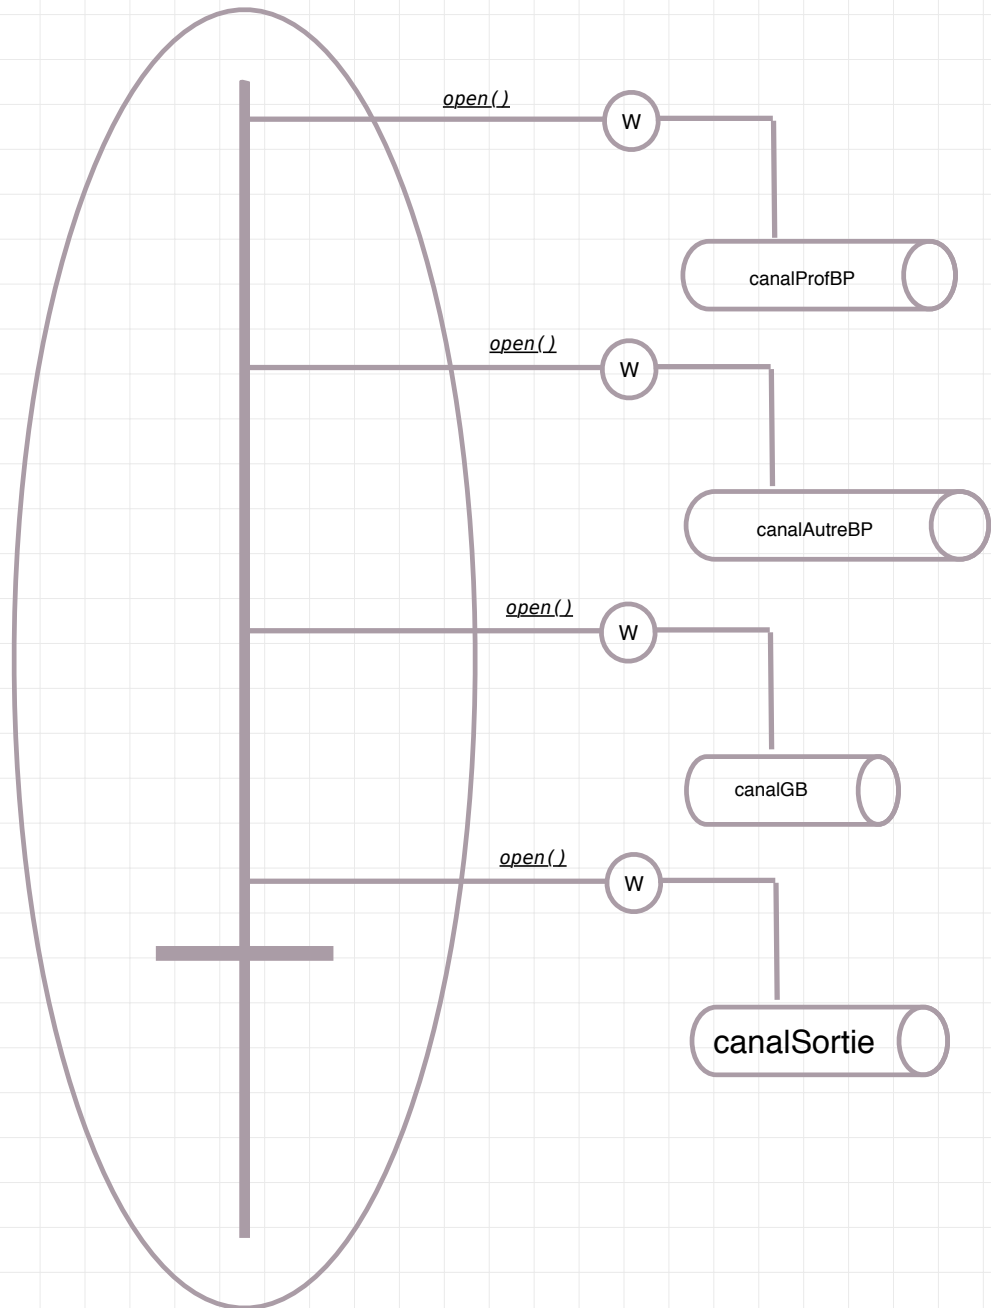 open()
W
canalProfBP
open()
W
canalAutreBP
open()
W
canalGB
open()
W
canalSortie